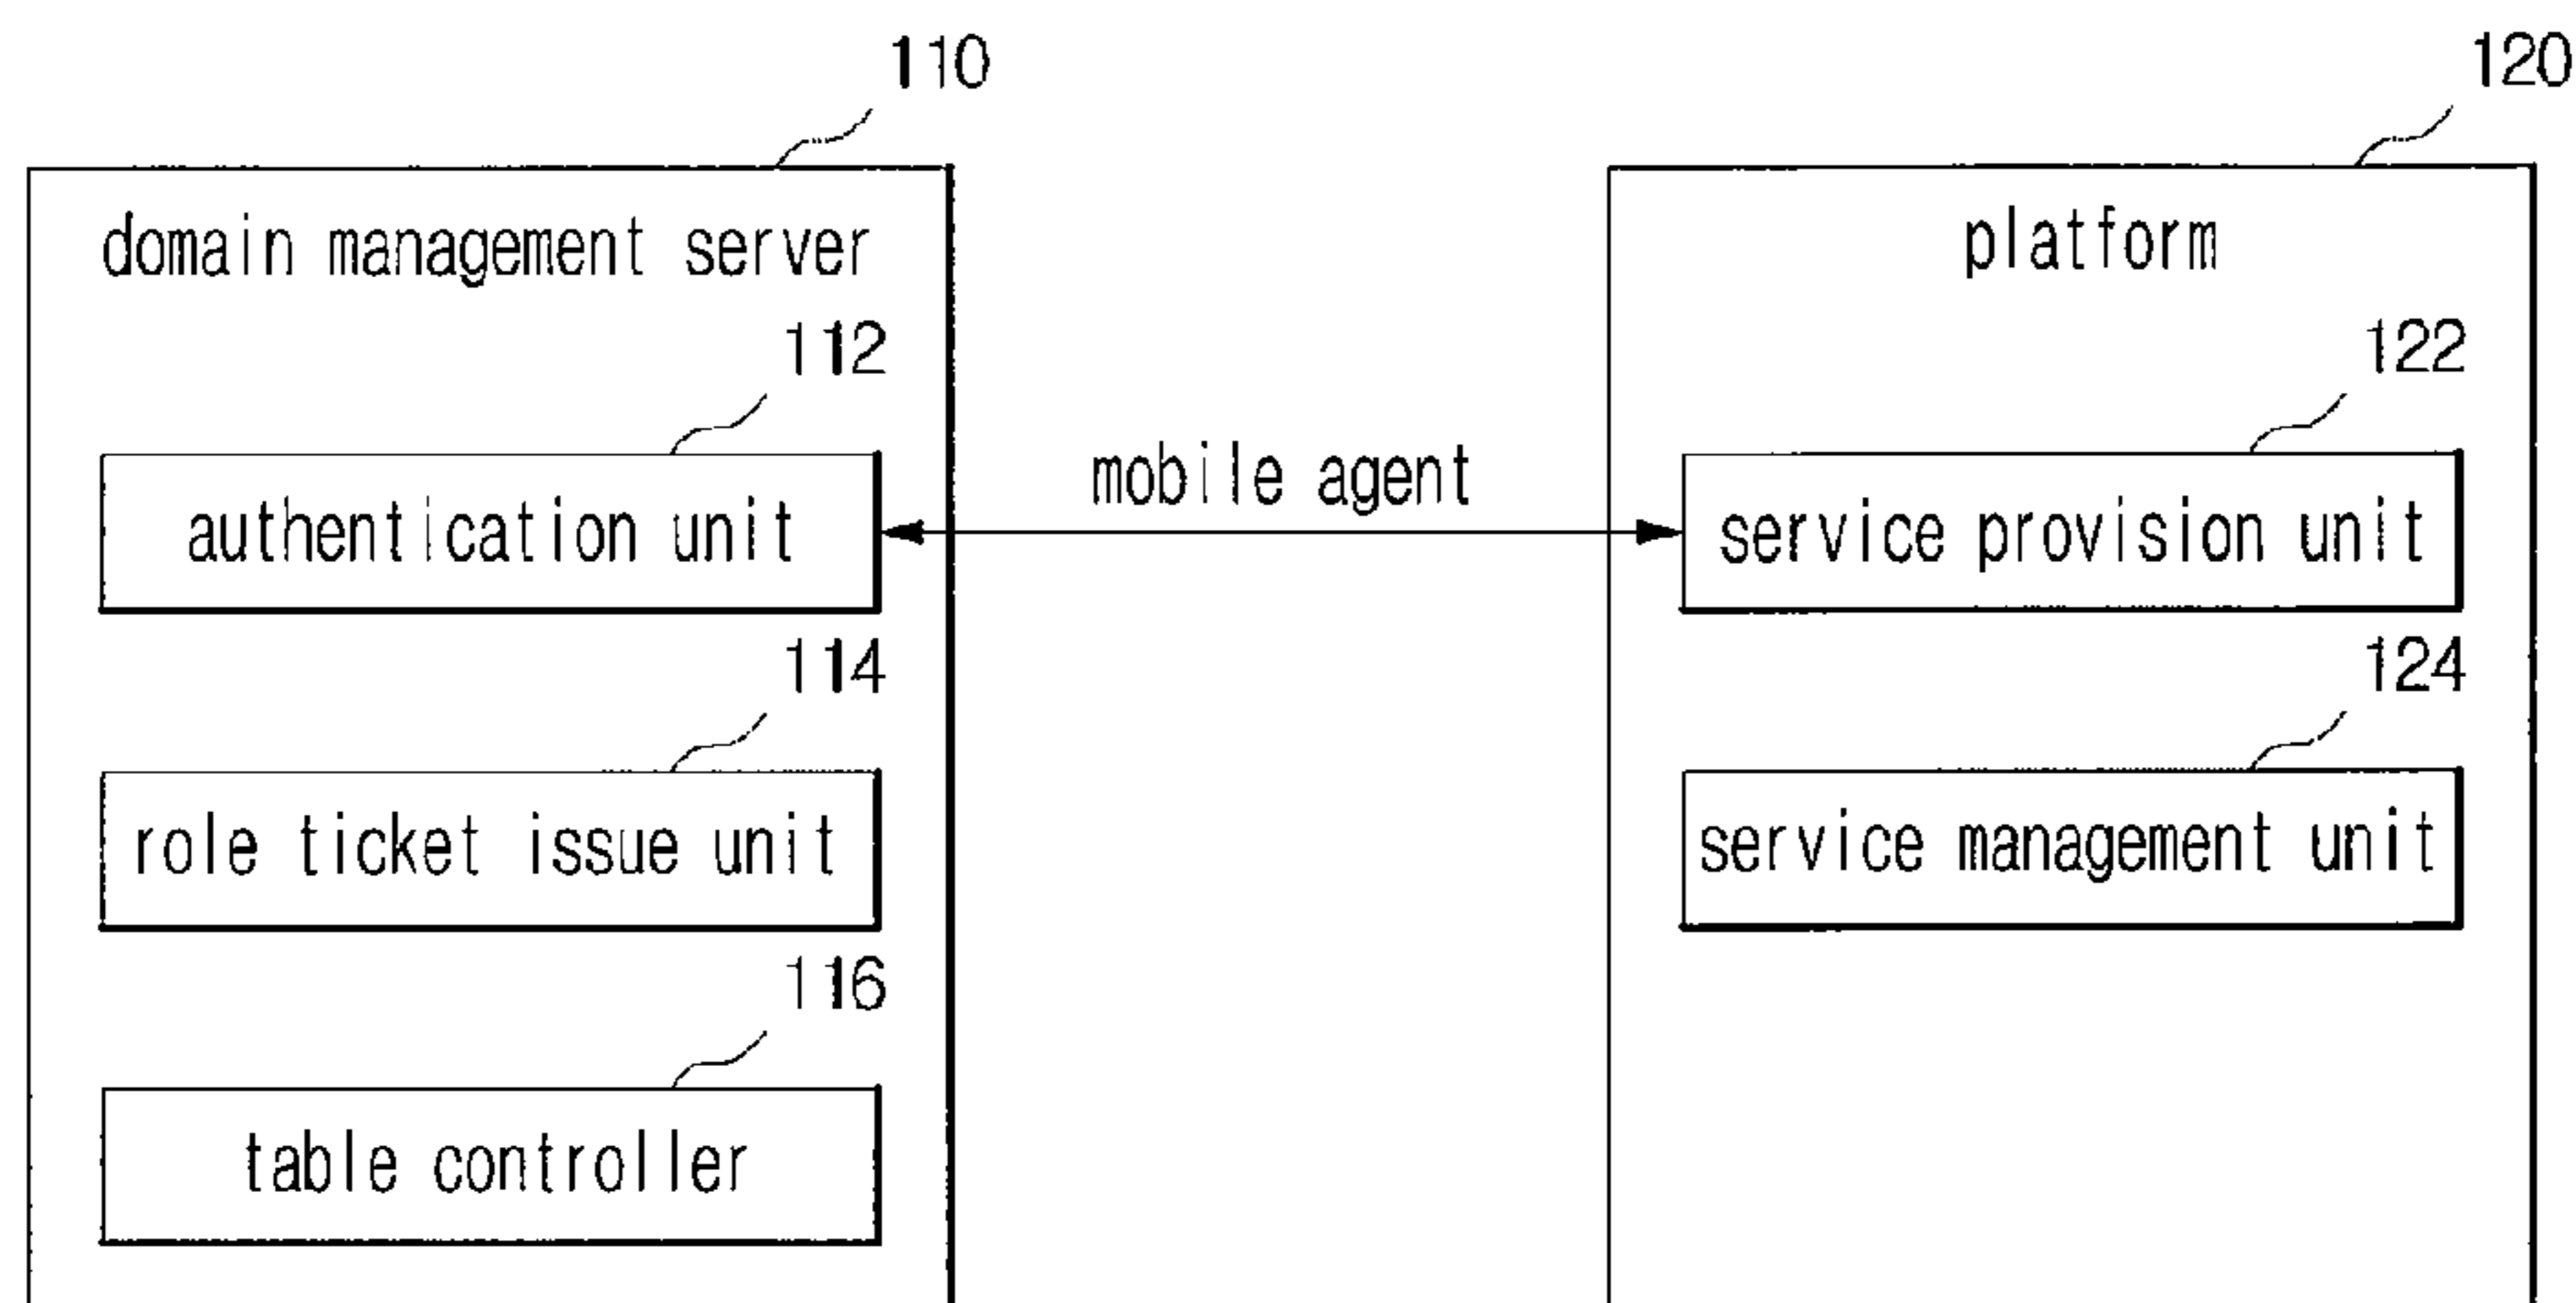 110
120
domain management server
platform
112
122
authentication unit
mobile agent
service provision unit
114
124
role ticket issue unit
service management unit
116
table controller